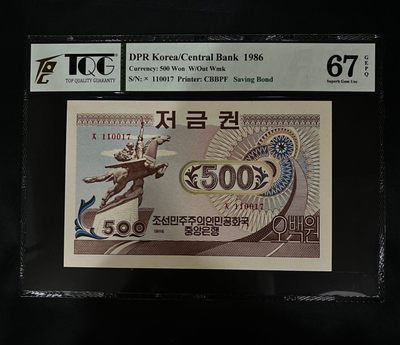 TQG
TOP QUALITY GUARANTY
DPR Korea/Central Bank 1986
Currency: 500 Won W/Out Wmk
S/N: × 110017 Printer: CBBPF Saving Bond
67
GEPQ
Superb Gem Unc
저금권
X 110017
500
X 110017
500
조선민주주의인민공화국
중앙은행
1986
오백원